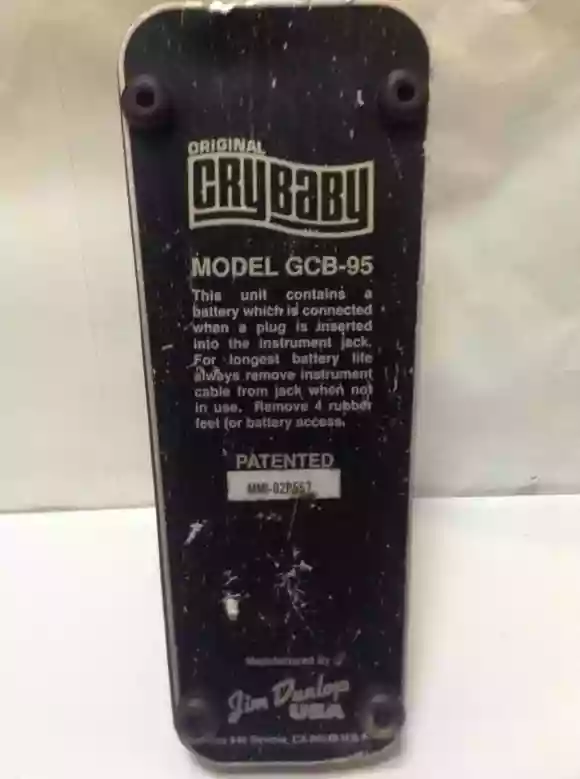 ORIGINAL
CRYBABY
MODEL GCB-95
This unit contains a
battery which is connected
when a plug is inserted
into the instrument jack.
For longest battery life
always remove instrument
cable from jack when not
in use. Remove 4 rubber
feet for battery access.
PATENTED
Manufactured by
Jim Dunlop
USA